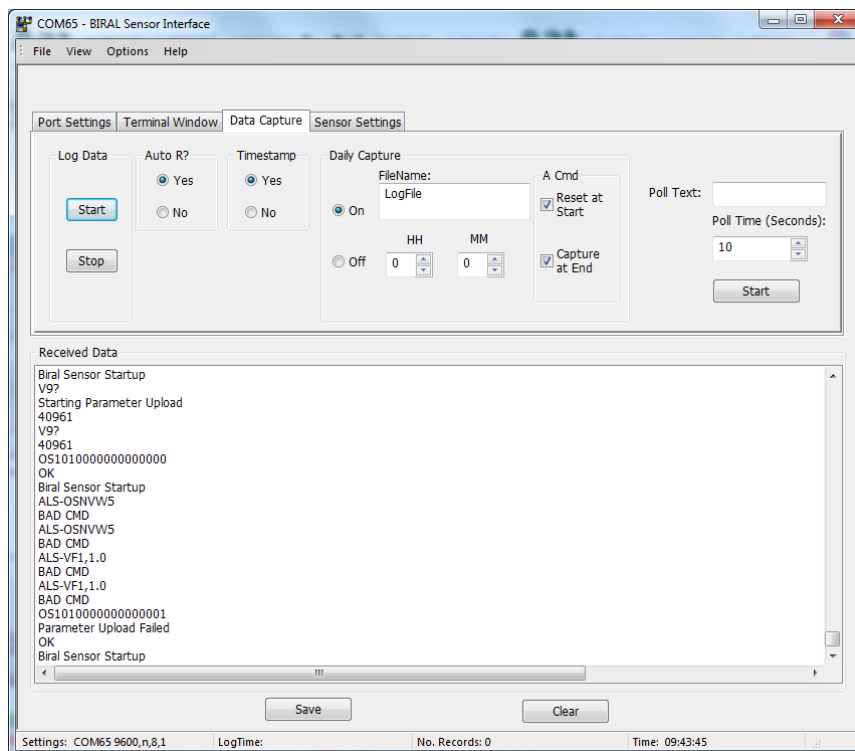 COM65 - BIRAL Sensor Interface
File View Options Help
Port Settings Terminal Window Data Capture Sensor Settings
Log Data
Start
Stop
Auto R?
Yes
No
Timestamp
Yes
No
Daily Capture
On
Off
FileName:
LogFile
HH MM
0 0
A Cmd
Reset at
Start
Capture
at End
Poll Text:
Poll Time (Seconds):
10
Start
Received Data
Biral Sensor Startup
V9?
Starting Parameter Upload
40961
V9?
40961
OS1010000000000000
OK
Biral Sensor Startup
ALS-OSNVW5
BAD CMD
ALS-OSNVW5
BAD CMD
ALS-VF1,1.0
BAD CMD
ALS-VF1,1.0
BAD CMD
OS1010000000000001
Parameter Upload Failed
OK
Biral Sensor Startup
Save Clear
Settings: COM65 9600,n,8,1 LogTime: No. Records: 0 Time: 09:43:45